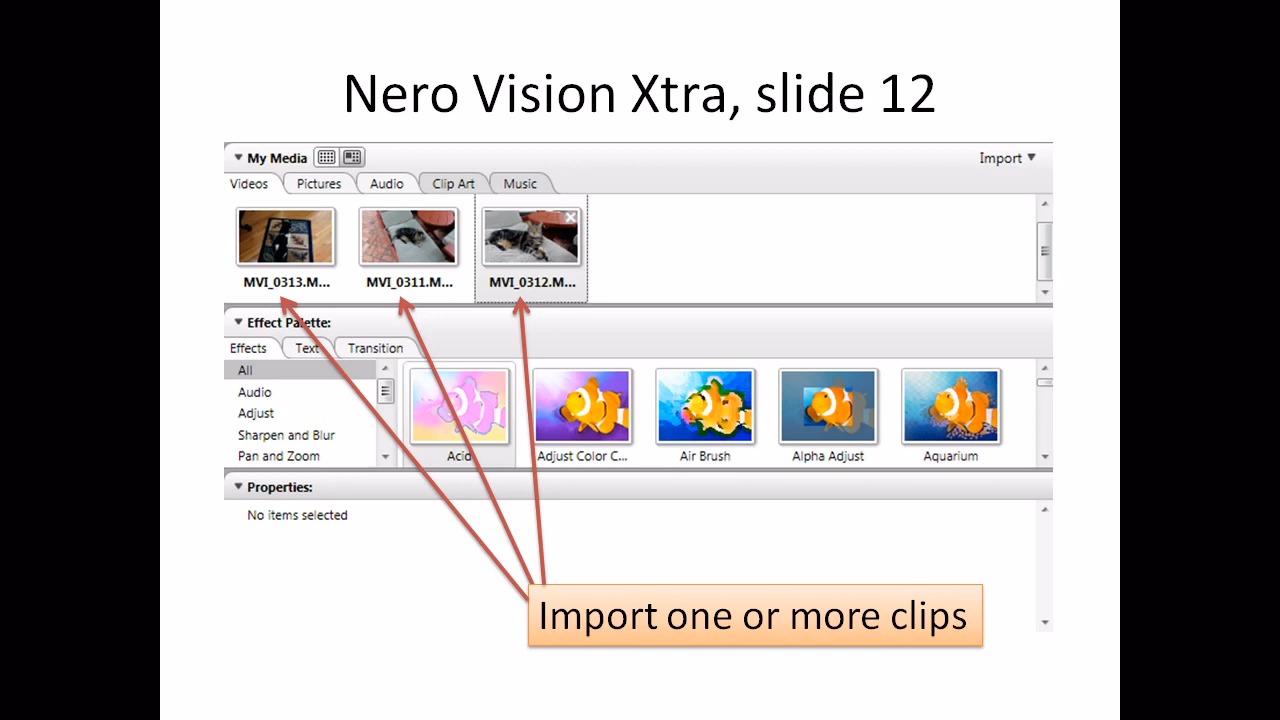 Nero Vision Xtra, slide 12
My Media
Import
Videos Pictures Audio Clip Art Music
MVI_0313.M... MVI_0311.M... MVI_0312.M...
Effect Palette:
Effects Text Transition
All
Audio
Adjust
Sharpen and Blur
Pan and Zoom
Acid Adjust Color C... Air Brush Alpha Adjust Aquarium
Properties:
No items selected
Import one or more clips